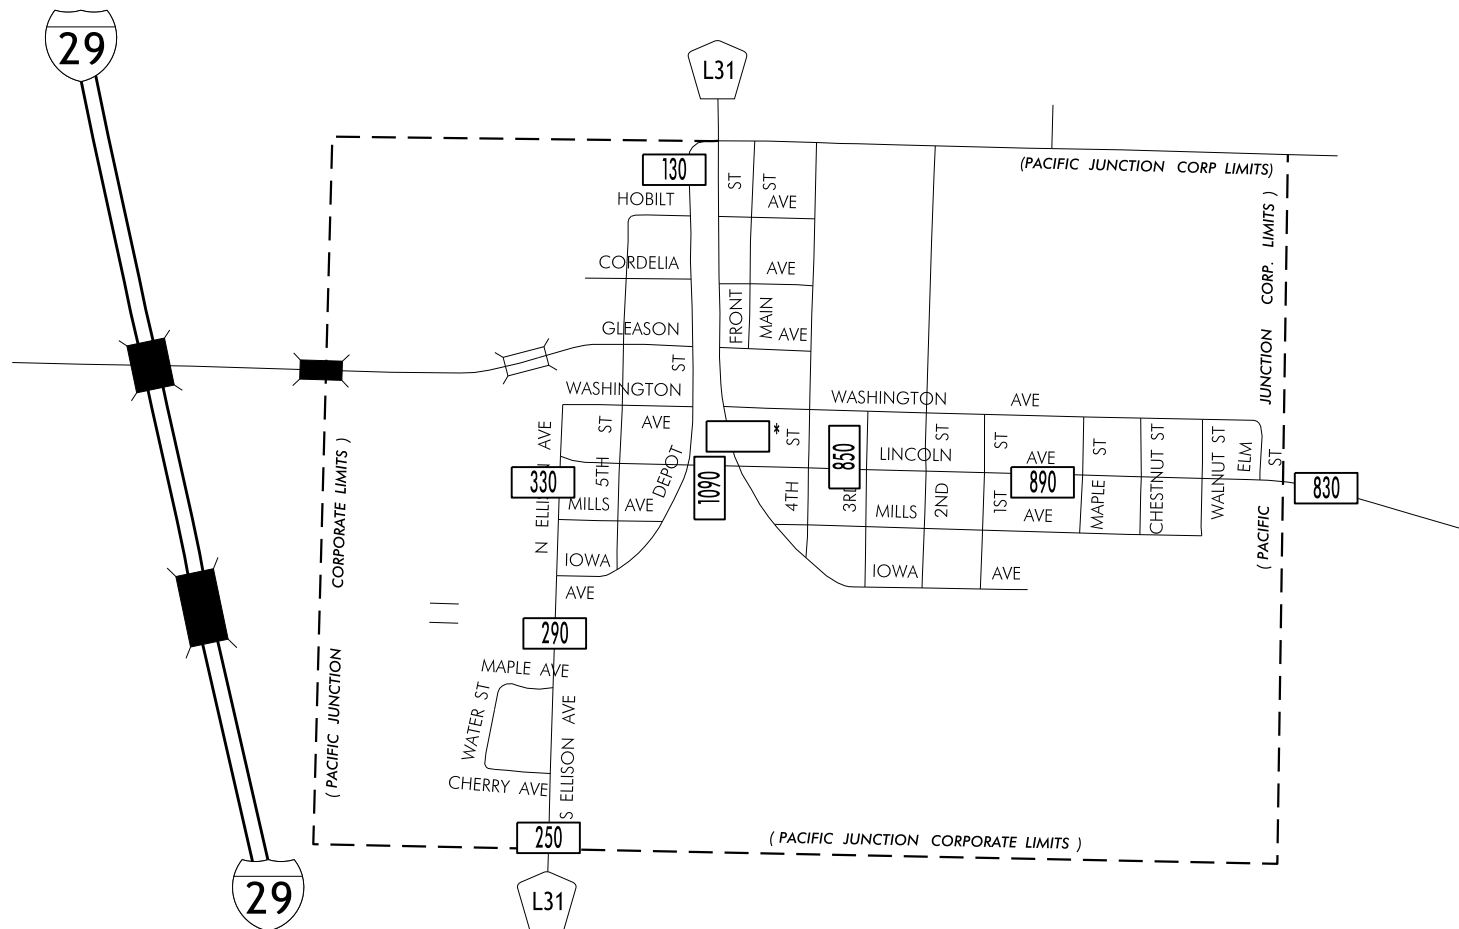 29
L31
130
(PACIFIC JUNCTION CORP LIMITS)
HOBILT
ST
ST
AVE
CORDELIA
AVE
FRONT
MAIN
AVE
GLEASON
ST
WASHINGTON
WASHINGTON AVE
JUNCTION CORP. LIMITS )
( PACIFIC
N ELLISON AVE
5TH ST
AVE
DEPOT
*
4TH ST
850
3RD
LINCOLN
2ND ST
1ST ST
AVE
MAPLE ST
CHESTNUT ST
WALNUT ST
ELM ST
330
1090
890
830
MILLS AVE
MILLS AVE
IOWA
AVE
IOWA AVE
CORPORATE LIMITS )
( PACIFIC JUNCTION
290
MAPLE AVE
WATER ST
CHERRY AVE
S ELLISON AVE
250
( PACIFIC JUNCTION CORPORATE LIMITS )
29
L31